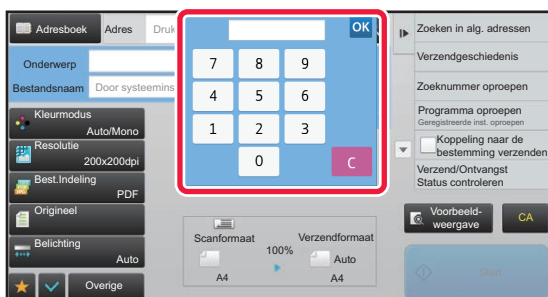 Adresboek
Adres
Druk
OK
Zoeken in alg. adressen
Onderwerp
Verzendgeschiedenis
Bestandsnaam
Door systeemins
7 8 9
4 5 6
1 2 3
0 C
Zoeknummer oproepen
Programma oproepen
Geregistreerde inst. oproepen
Koppeling naar de
bestemming verzenden
Verzend/Ontvangst
Status controleren
Kleurmodus
Auto/Mono
Resolutie
200x200dpi
Best.Indeling
PDF
Origineel
Belichting
Auto
Overige
Scanformaat
A4
100%
Verzendformaat
Auto
A4
Voorbeeld-
weergave
CA
Start